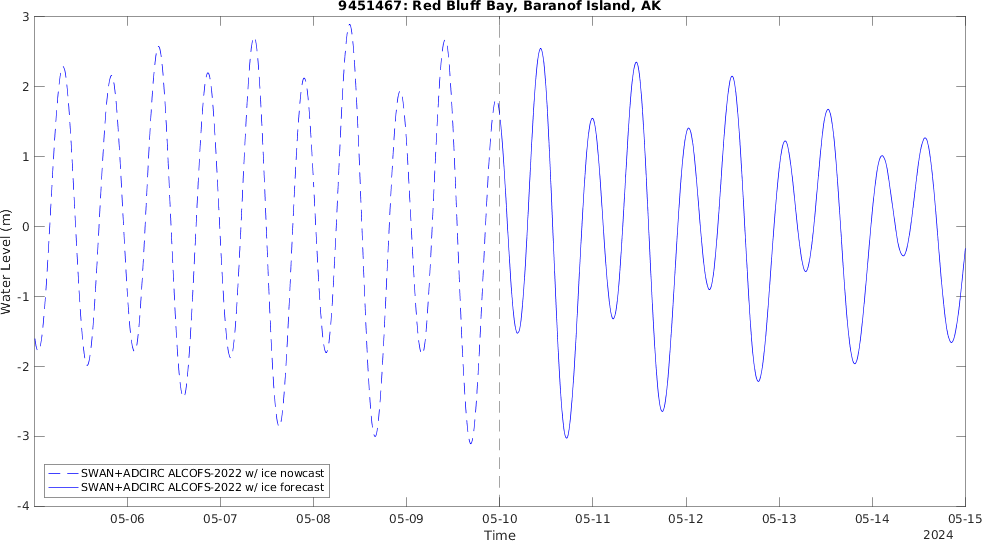 9451467: Red Bluff Bay, Baranof Island, AK
3
2
1
0
-1
-2
-3
-4
Water Level (m)
SWAN+ADCIRC ALCOFS-2022 w/ ice nowcast
SWAN+ADCIRC ALCOFS-2022 w/ ice forecast
05-06 05-07 05-08 05-09 05-10 05-11 05-12 05-13 05-14 05-15
Time
2024